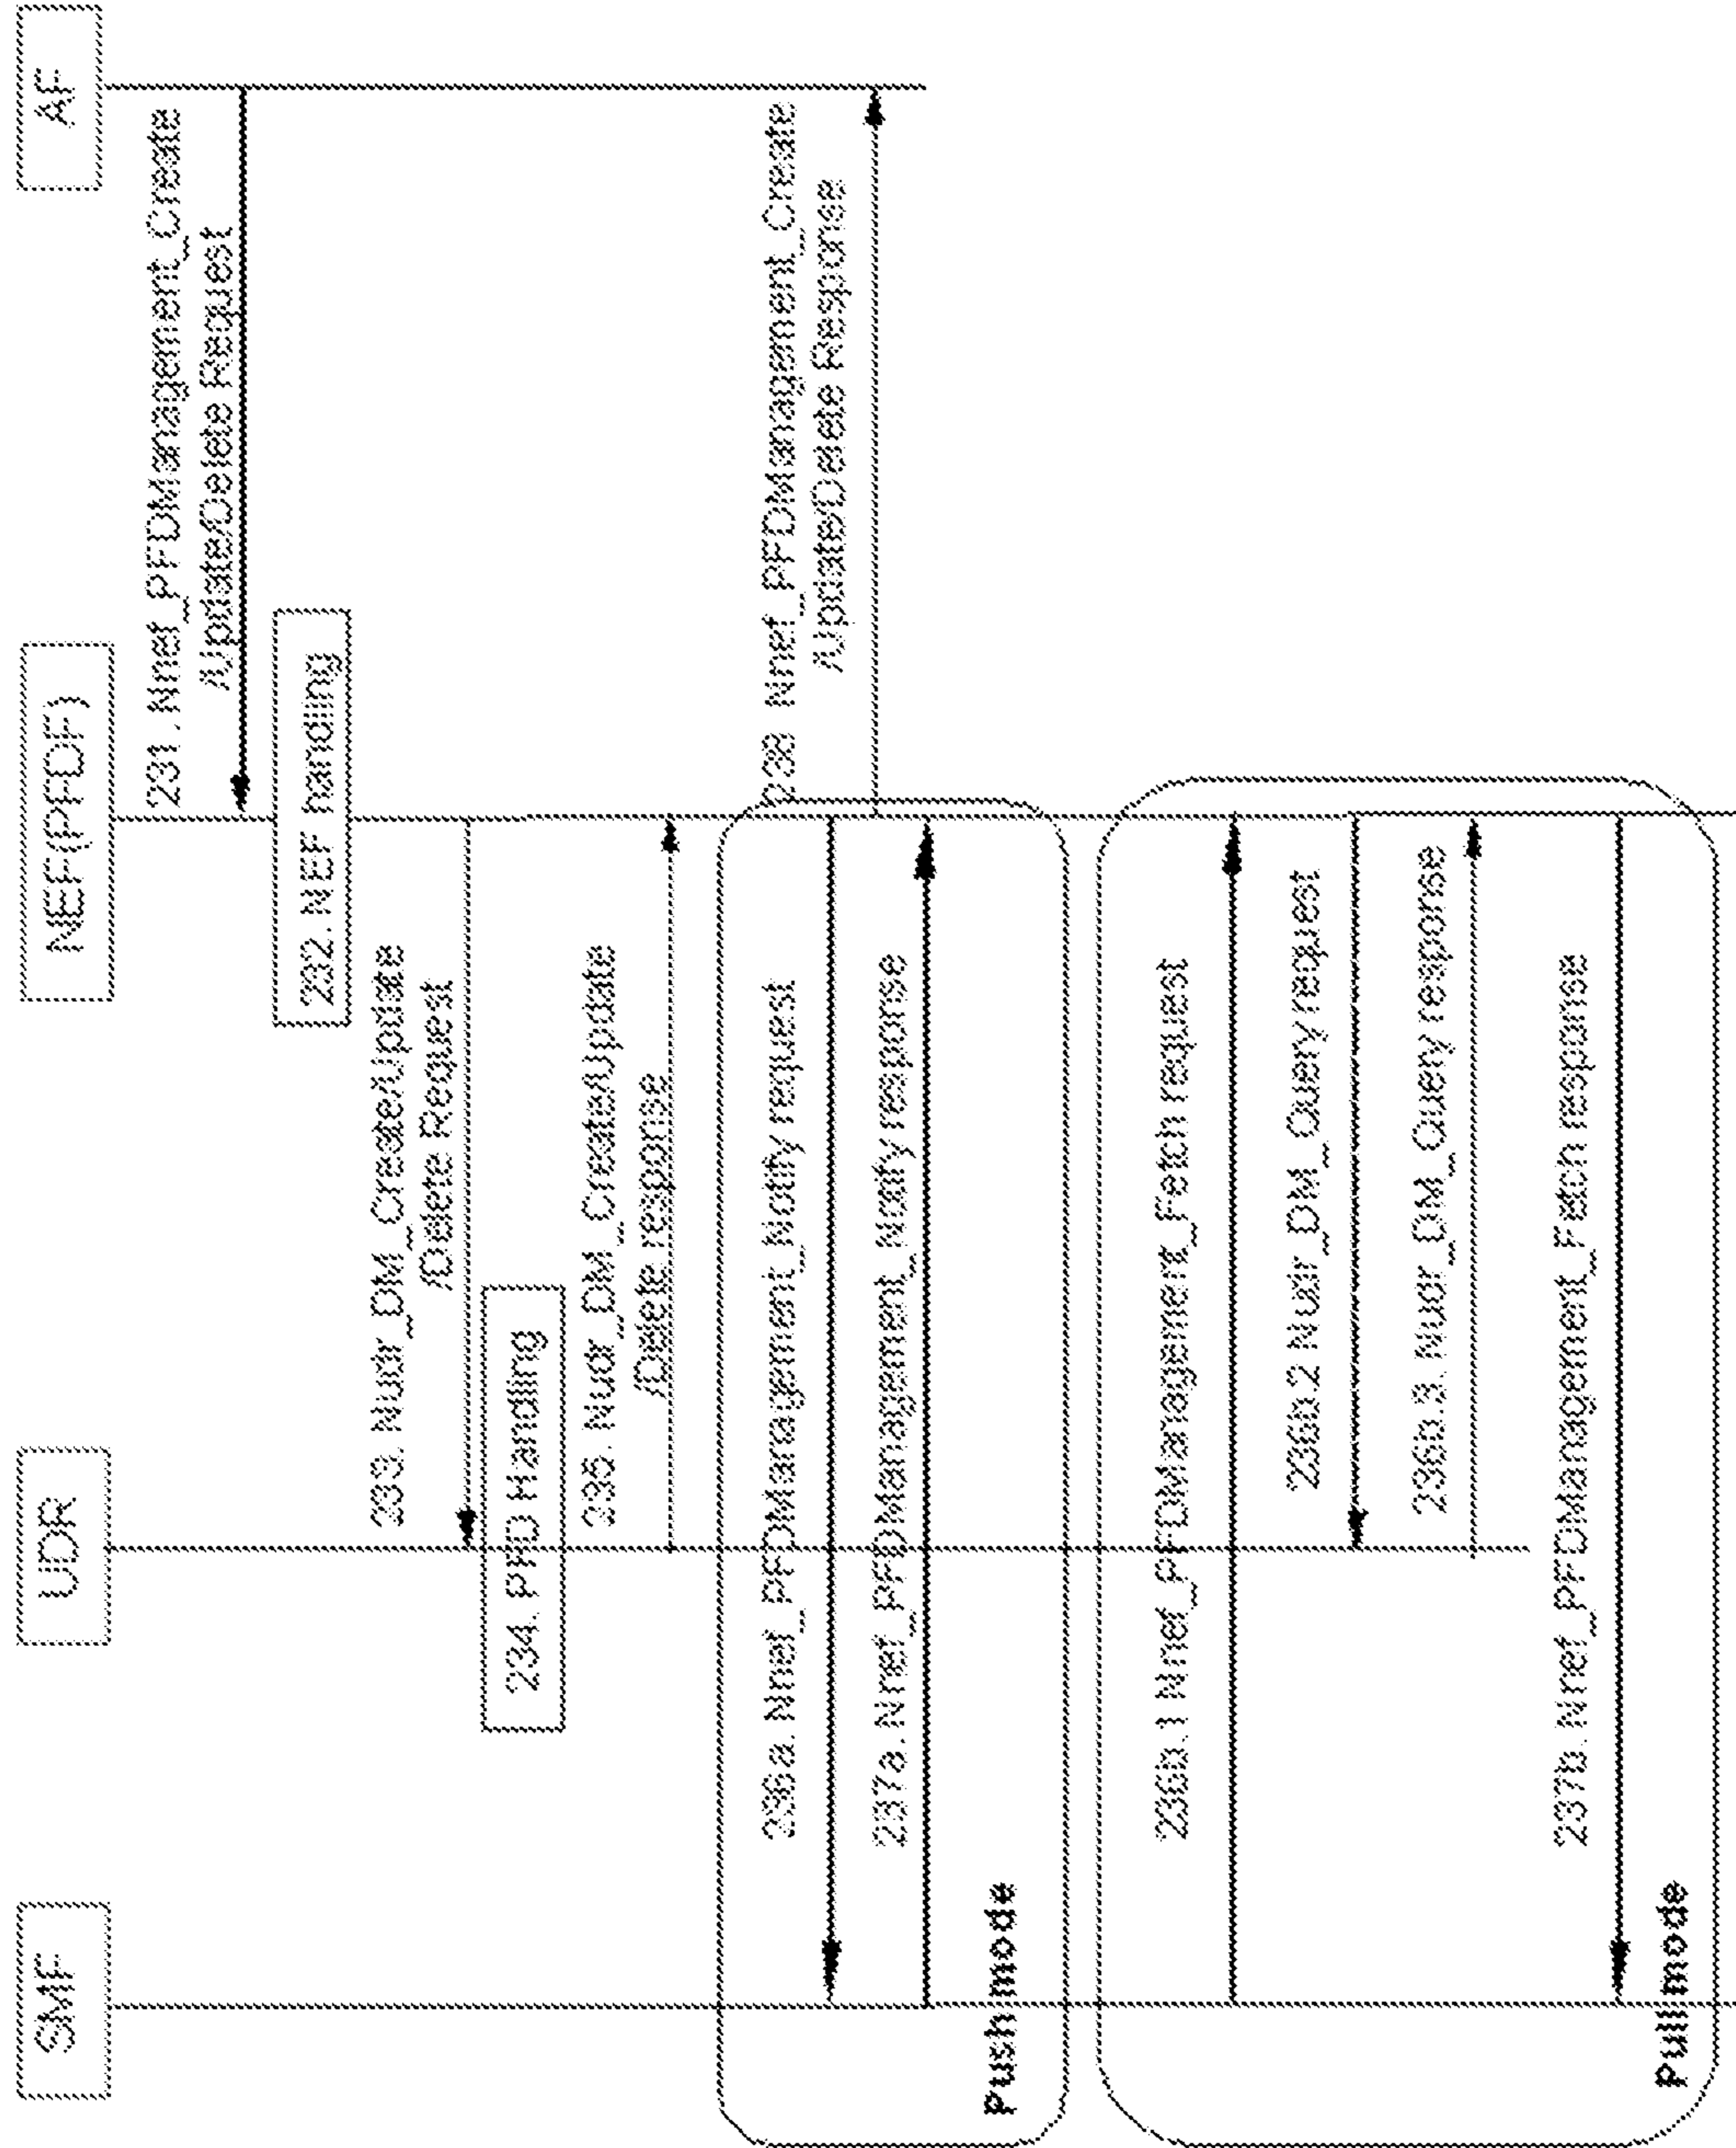 SMF
UDR
NEF(PFDF)
AF
231. Nnef_PFDManagement_Create
/Update/Delete Request
232. NEF handling
233. Nudr_DM_Create/Update
/Delete Request
234. PFD Handling
235. Nudr_DM_Create/Update
/Delete response
236a. Nnef_PFDManagement_Notify request
238 Nnef_PFDManagement_Create
/Update/Delete Response
237a. Nnef_PFDManagement_Notify response
Push mode
236b.1 Nnef_PFDManagement_Fetch request
236b.2 Nudr_DM_Query request
236b.3. Nudr_DM_Query response
237b. Nnef_PFDManagement_Fetch response
Pull mode